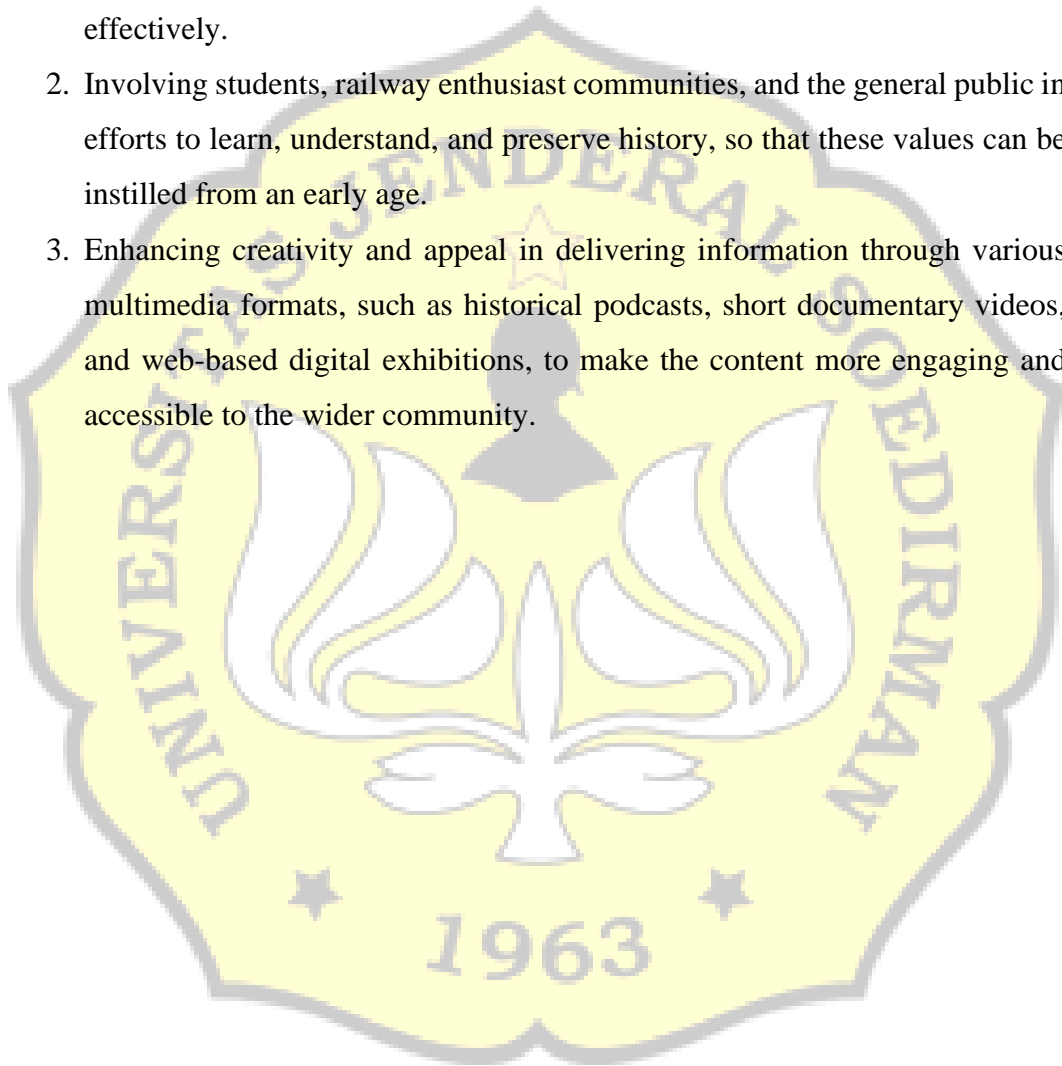 effectively.
2. Involving students, railway enthusiast communities, and the general public in
efforts to learn, understand, and preserve history, so that these values can be
instilled from an early age.
3. Enhancing creativity and appeal in delivering information through various
multimedia formats, such as historical podcasts, short documentary videos,
and web-based digital exhibitions, to make the content more engaging and
accessible to the wider community.
UNIVERSITAS JENDERAL SOEDIRMAN
1963